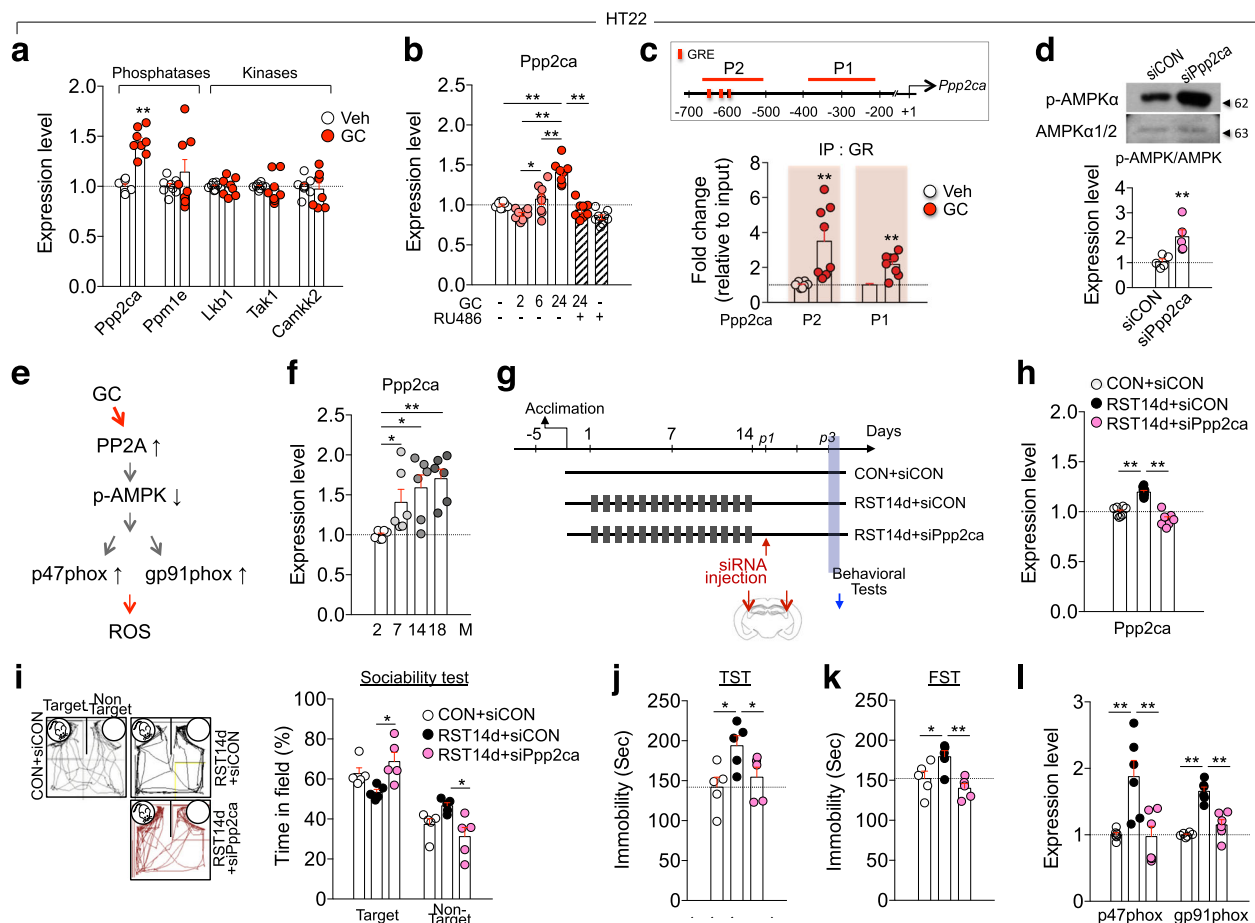 HT22
a
Phosphatases Kinases
**
Veh
GC
Expression level
2.0
1.5
1.0
0.5
0.0
Ppp2ca
Ppm1e
Lkb1
Tak1
Camkk2
b
Ppp2ca
Expression level
2.5
2.0
1.5
1.0
0.5
0.0
** **
**
**
*
GC - 2 6 24 24 -
RU486 - - - - + +
c
GRE
P2 P1
Ppp2ca
-700 -600 -500 -400 -300 -200 +1
IP : GR
Veh
GC
Fold change
(relative to input)
8
6
4
2
0
**
**
Ppp2ca P2 P1
d
siCON
siPpp2ca
p-AMPKα 62
AMPKα1/2 63
p-AMPK/AMPK
Expression level
4
3
2
1
0
**
siCON
siPpp2ca
e
GC
PP2A ↑
p-AMPK ↓
p47phox ↑ gp91phox ↑
ROS
f
Ppp2ca
Expression level
2.5
2.0
1.5
1.0
0.5
0.0
**
*
*
2 7 14 18 M
g
Acclimation
-5 1 7 14 p1 p3 Days
CON+siCON
RST14d+siCON
RST14d+siPpp2ca
siRNA
injection
Behavioral
Tests
h
CON+siCON
RST14d+siCON
RST14d+siPpp2ca
Expression level
2.0
1.5
1.0
0.5
0.0
** **
Ppp2ca
i
Target
Non
Target
CON+siCON
RST14d
+siCON
RST14d
+siPpp2ca
Sociability test
CON+siCON
RST14d+siCON
RST14d+siPpp2ca
Time in field (%)
100
80
60
40
20
0
*
*
Target
Non-
Target
j
TST
Immobility (Sec)
250
200
150
100
50
0
* *
k
FST
Immobility (Sec)
250
200
150
100
50
0
* **
l
Expression level
3
2
1
0
** **
** **
p47phox gp91phox